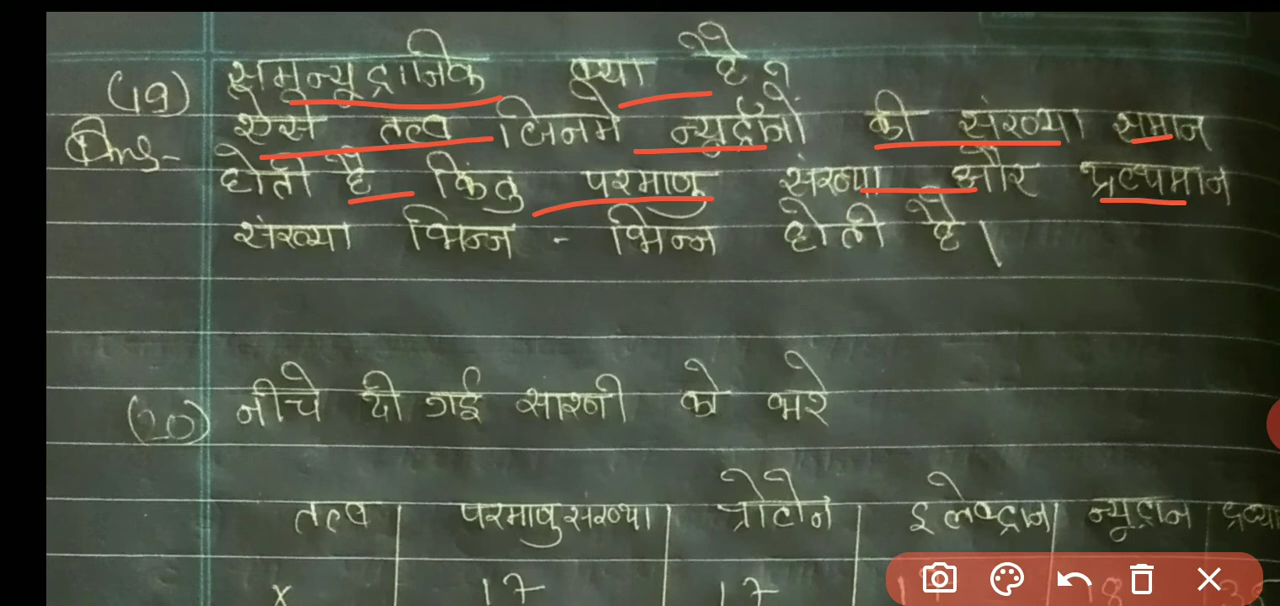 (19) समन्यूट्रानिक क्या है ?
Ans- ऐसे तत्व जिनमे न्यूट्रॉनों की संख्या समान
होती है किंतु परमाणु संख्या और द्रव्यमान
संख्या भिन्न - भिन्न होती है।
(20) नीचे दी गई सारणी को भरे
तत्व परमाणु संख्या प्रोटोन इलेक्ट्रान न्यूट्रान
X 17 17